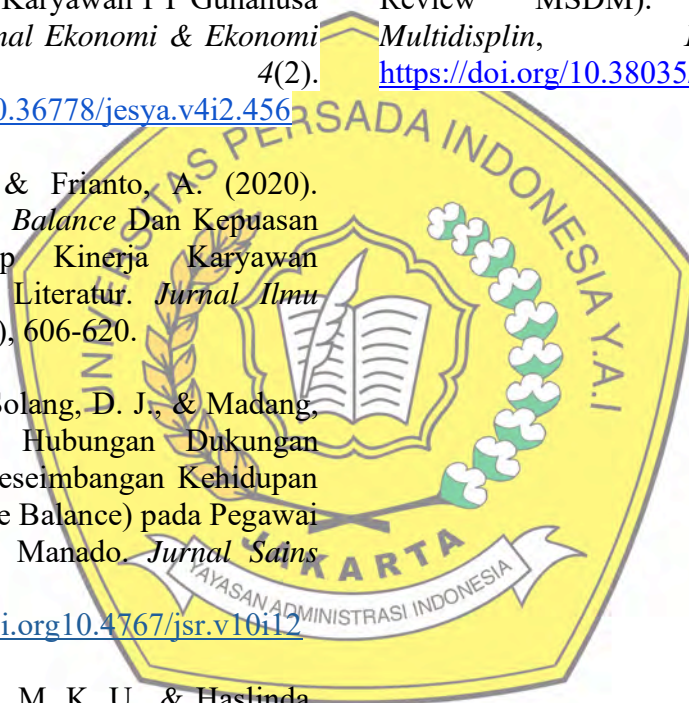 Karyawan PT Gunanusa
nal Ekonomi & Ekonomi
4(2).
0.36778/jesya.v4i2.456
& Frianto, A. (2020).
Balance Dan Kepuasan
p Kinerja Karyawan
Literatur. Jurnal Ilmu
), 606-620.
Solang, D. J., & Madang,
Hubungan Dukungan
eseimbangan Kehidupan
e Balance) pada Pegawai
Manado. Jurnal Sains
i.org10.4767/jsr.v10i12
M. K. U., & Haslinda,
Review MSDM).
Multidisplin,
https://doi.org/10.38035
UNIVERSITAS PERSADA INDONESIA Y.A.I
JAKARTA
YAYASAN ADMINISTRASI INDONESIA